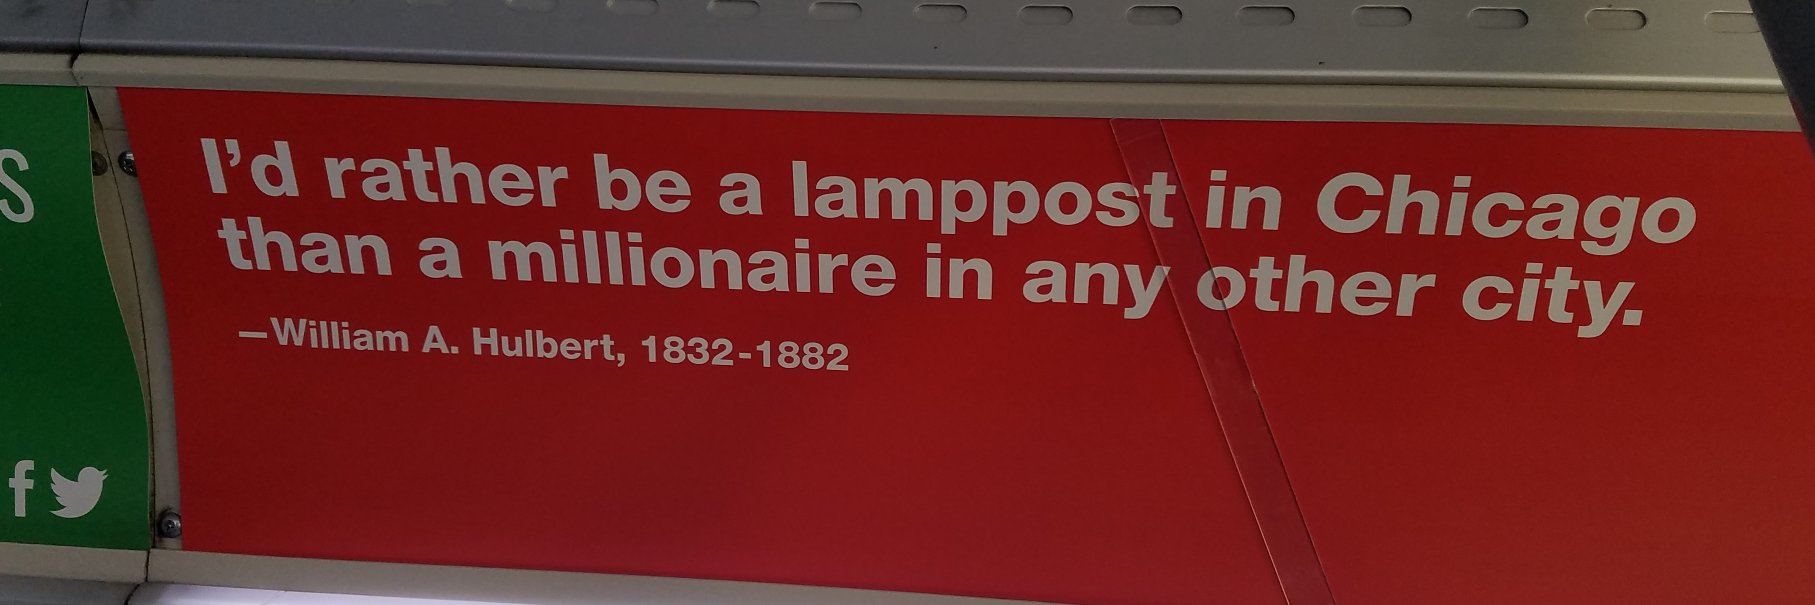 I'd rather be a lamppost in Chicago
than a millionaire in any other city.
—William A. Hulbert, 1832-1882
S
f